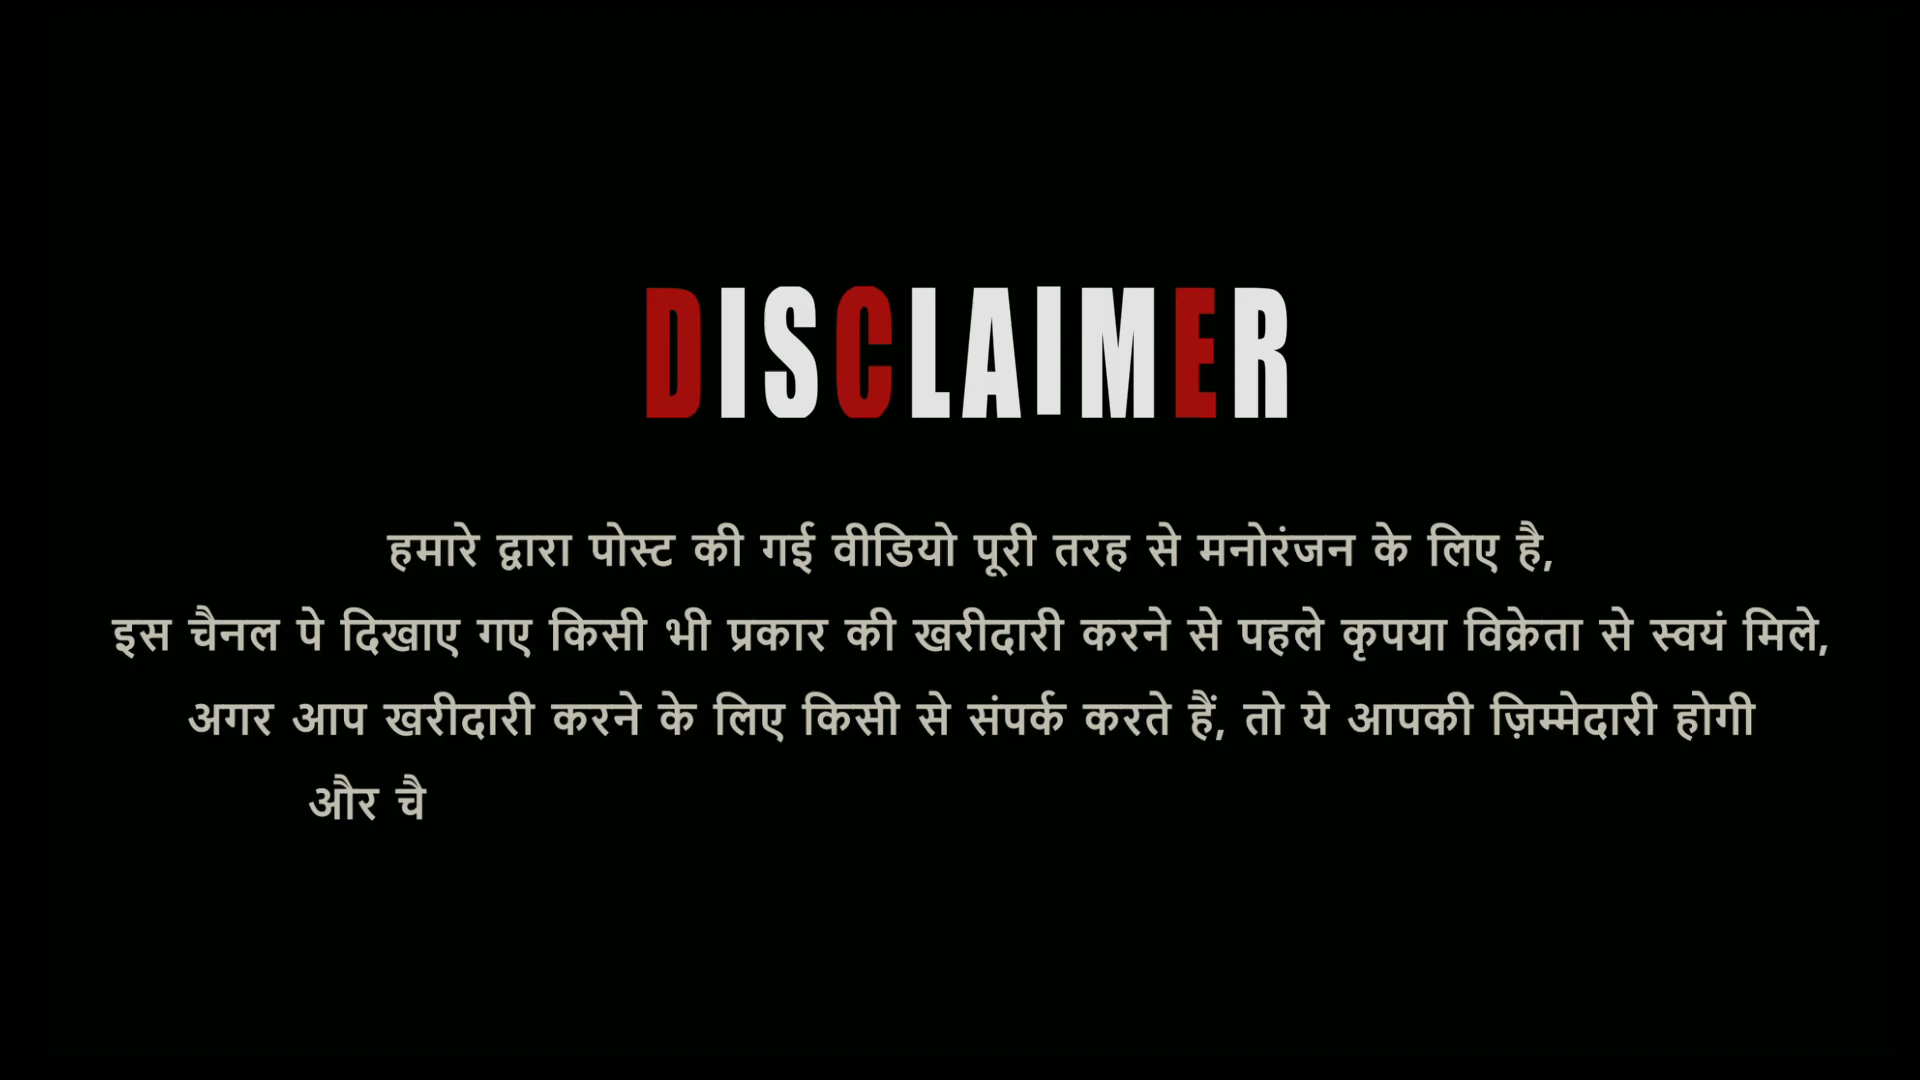 DISCLAIMER
हमारे द्वारा पोस्ट की गई वीडियो पूरी तरह से मनोरंजन के लिए है,
इस चैनल पे दिखाए गए किसी भी प्रकार की खरीदारी करने से पहले कृपया विक्रेता से स्वयं मिले,
अगर आप खरीदारी करने के लिए किसी से संपर्क करते हैं, तो ये आपकी ज़िम्मेदारी होगी
और चै